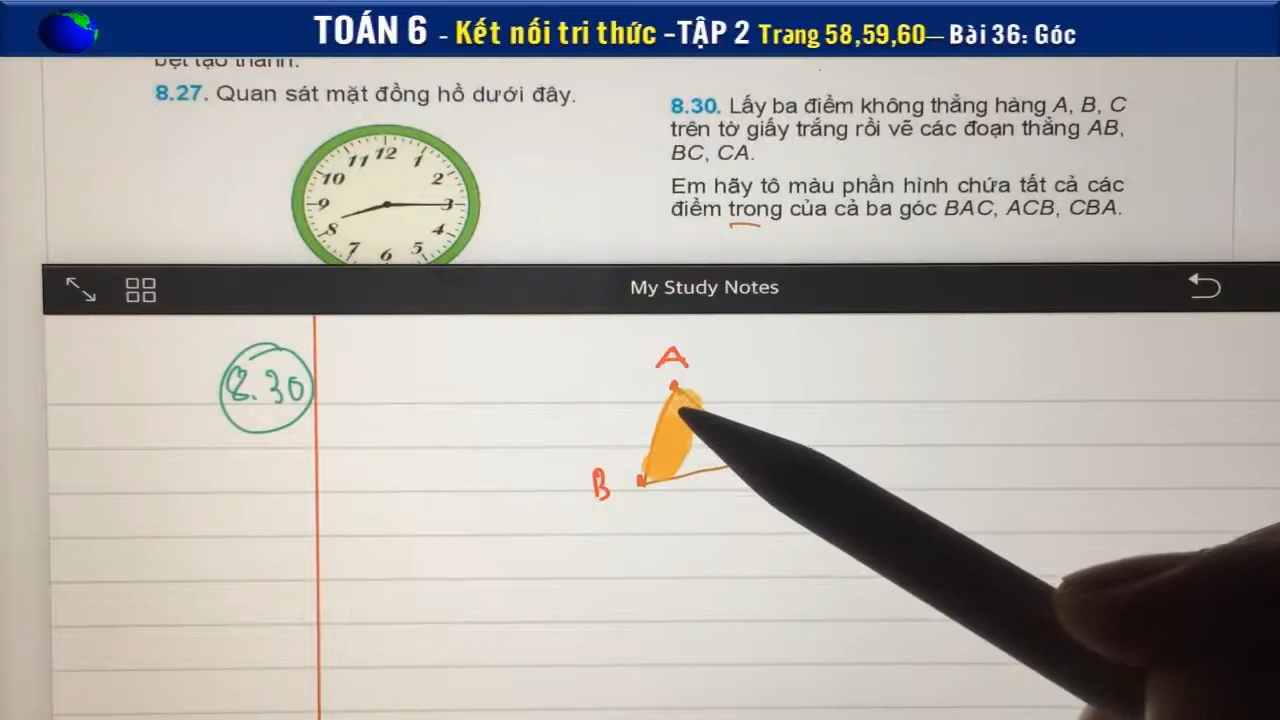 TOÁN 6 - Kết nối tri thức -TẬP 2 Trang 58,59,60– Bài 36: Góc
bẹt tạo thành.
8.27. Quan sát mặt đồng hồ dưới đây.
12
11 1
10 2
9 3
8 4
7 6 5
8.30. Lấy ba điểm không thẳng hàng A, B, C
trên tờ giấy trắng rồi vẽ các đoạn thẳng AB,
BC, CA.
Em hãy tô màu phần hình chứa tất cả các
điểm trong của cả ba góc BAC, ACB, CBA.
My Study Notes
8.30
A
B